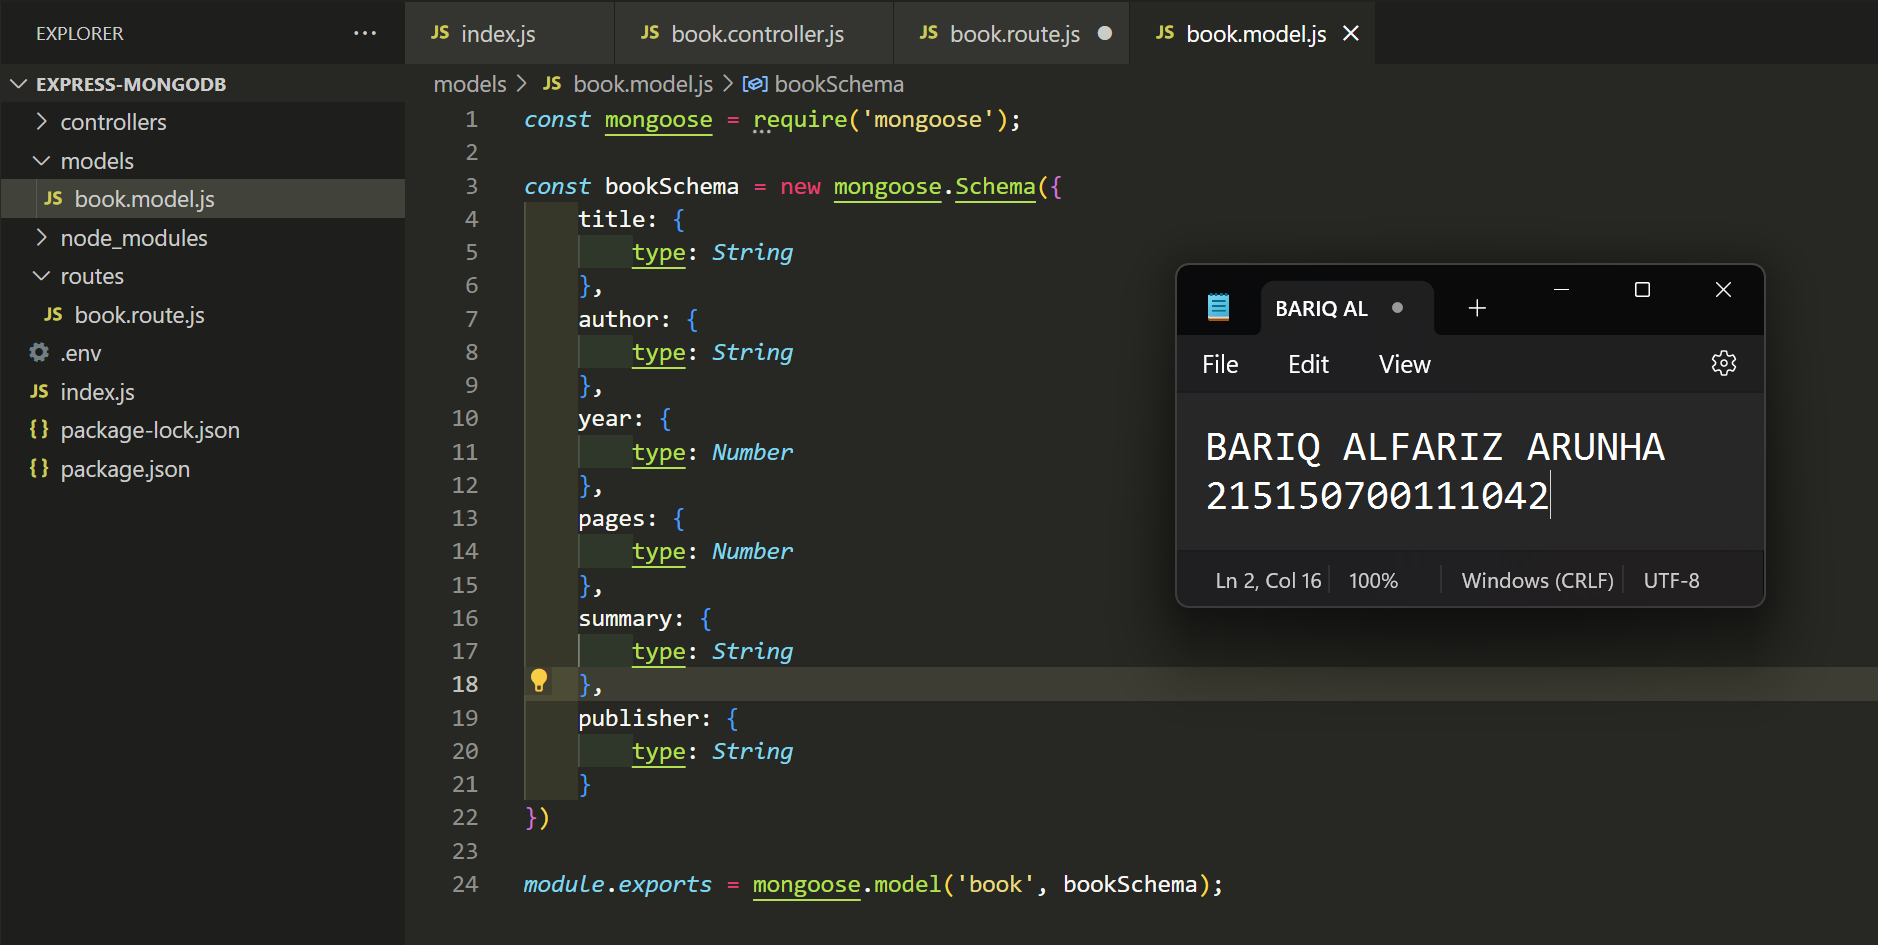 EXPLORER
EXPRESS-MONGODB
controllers
models
JS book.model.js
node_modules
routes
JS book.route.js
.env
JS index.js
{} package-lock.json
{} package.json
JS index.js
JS book.controller.js
JS book.route.js
JS book.model.js
models > JS book.model.js > bookSchema
1 const mongoose = require('mongoose');
2
3 const bookSchema = new mongoose.Schema({
4     title: {
5         type: String
6     },
7     author: {
8         type: String
9     },
10     year: {
11         type: Number
12     },
13     pages: {
14         type: Number
15     },
16     summary: {
17         type: String
18     },
19     publisher: {
20         type: String
21     }
22 })
23
24 module.exports = mongoose.model('book', bookSchema);
BARIQ AL
File Edit View
BARIQ ALFARIZ ARUNHA
215150700111042
Ln 2, Col 16 100% Windows (CRLF) UTF-8